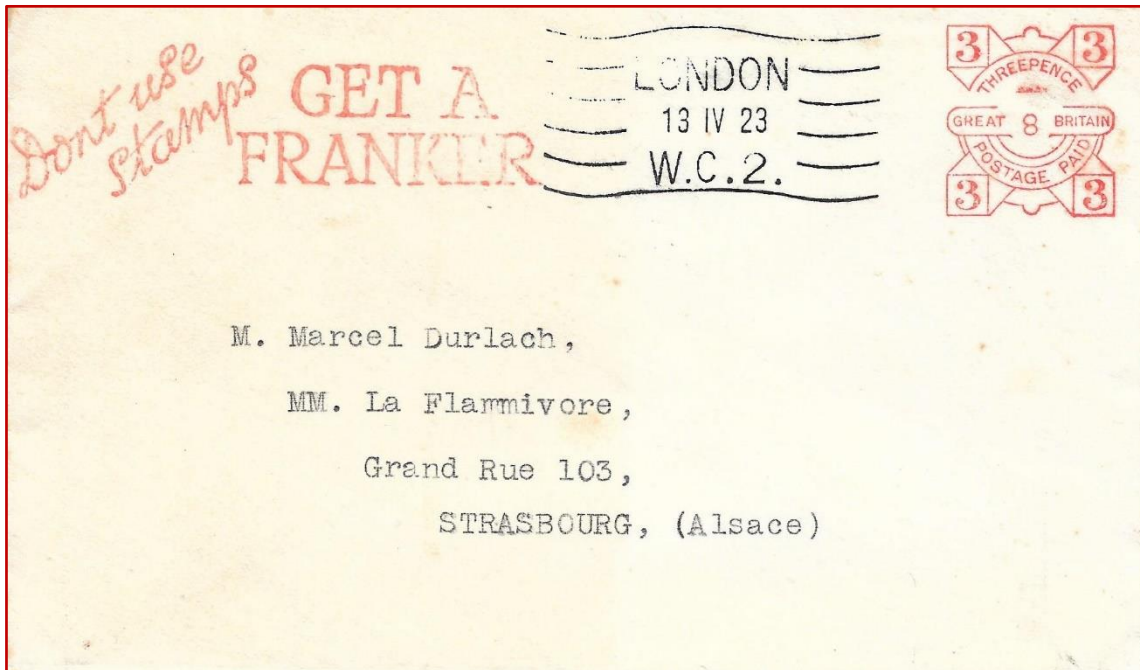 Dont use
stamps
GET A
FRANKER
LONDON
13 IV 23
W.C.2.
3 3
THREEPENCE
GREAT 8 BRITAIN
POSTAGE PAID
3 3
M. Marcel Durlach,
MM. La Flammivore,
Grand Rue 103,
STRASBOURG, (Alsace)